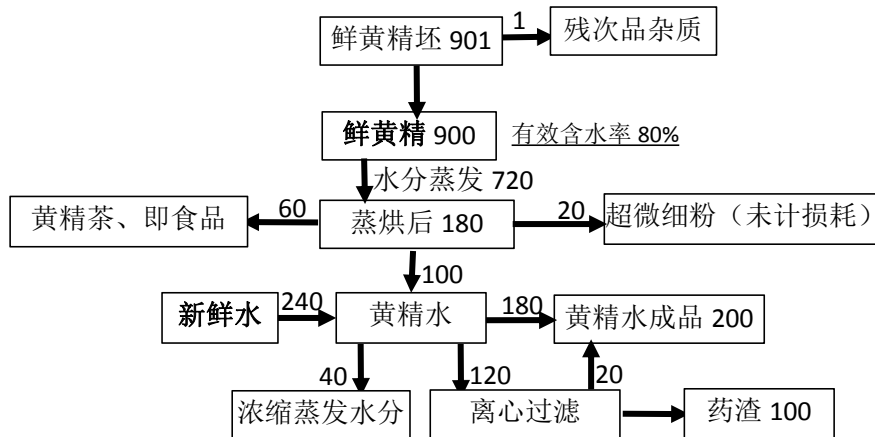 鲜黄精坯 901
1
残次品杂质
鲜黄精 900
有效含水率 80%
水分蒸发 720
黄精茶、即食品
60
蒸烘后 180
20
超微细粉（未计损耗）
100
新鲜水
240
黄精水
180
黄精水成品 200
40
120
20
浓缩蒸发水分
离心过滤
药渣 100